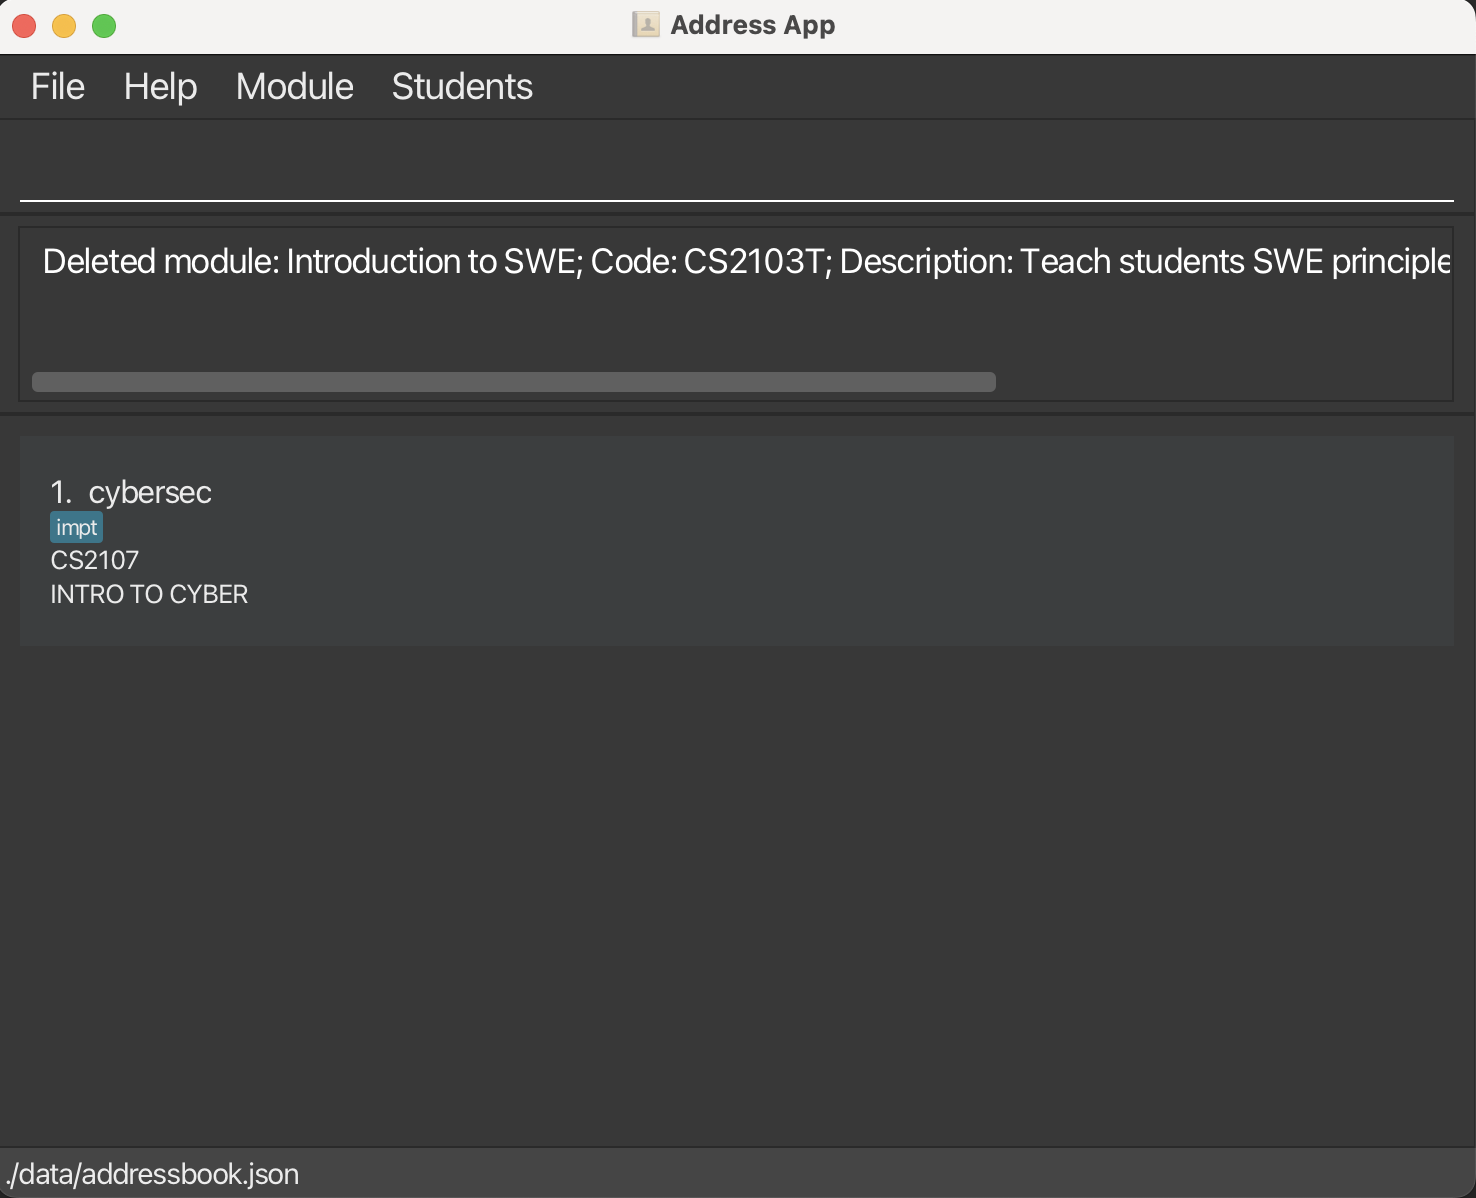 Address App
File Help Module Students
Deleted module: Introduction to SWE; Code: CS2103T; Description: Teach students SWE principle
1. cybersec
impt
CS2107
INTRO TO CYBER
./data/addressbook.json